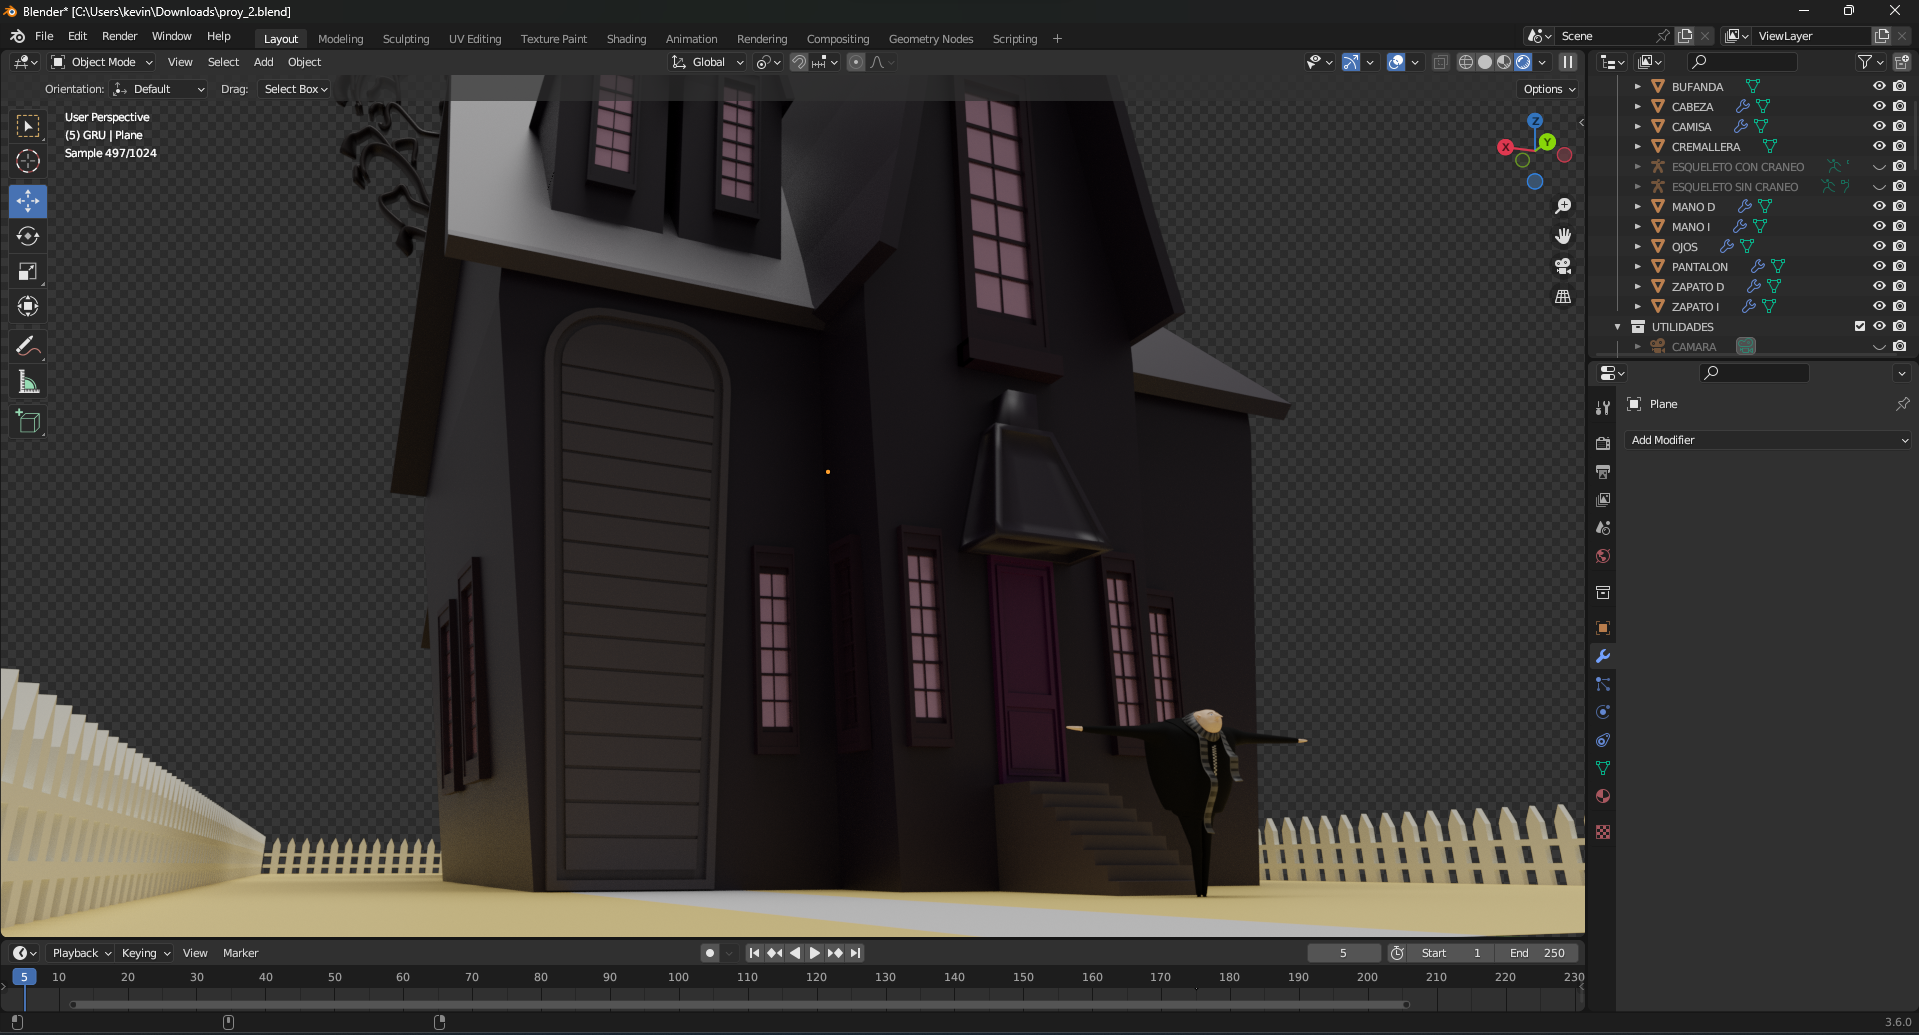 Blender* [C:\Users\kevin\Downloads\proy_2.blend]
File Edit Render Window Help Layout Modeling Sculpting UV Editing Texture Paint Shading Animation Rendering Compositing Geometry Nodes Scripting + Scene ViewLayer
Object Mode View Select Add Object Global
Orientation: Default Drag: Select Box Options
User Perspective
(5) GRU | Plane
Sample 497/1024
Z
Y
X
BUFANDA
CABEZA
CAMISA
CREMALLERA
ESQUELETO CON CRANEO
ESQUELETO SIN CRANEO
MANO D
MANO I
OJOS
PANTALON
ZAPATO D
ZAPATO I
UTILIDADES
CAMARA
Plane
Add Modifier
Playback Keying View Marker 5 Start 1 End 250
5 10 20 30 40 50 60 70 80 90 100 110 120 130 140 150 160 170 180 190 200 210 220 230
3.6.0